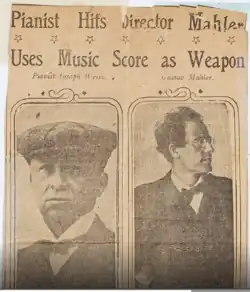 Pianist Hits Director Mahler,
Uses Music Score as Weapon
Pianist Joseph Weiss.
Gustav Mahler.